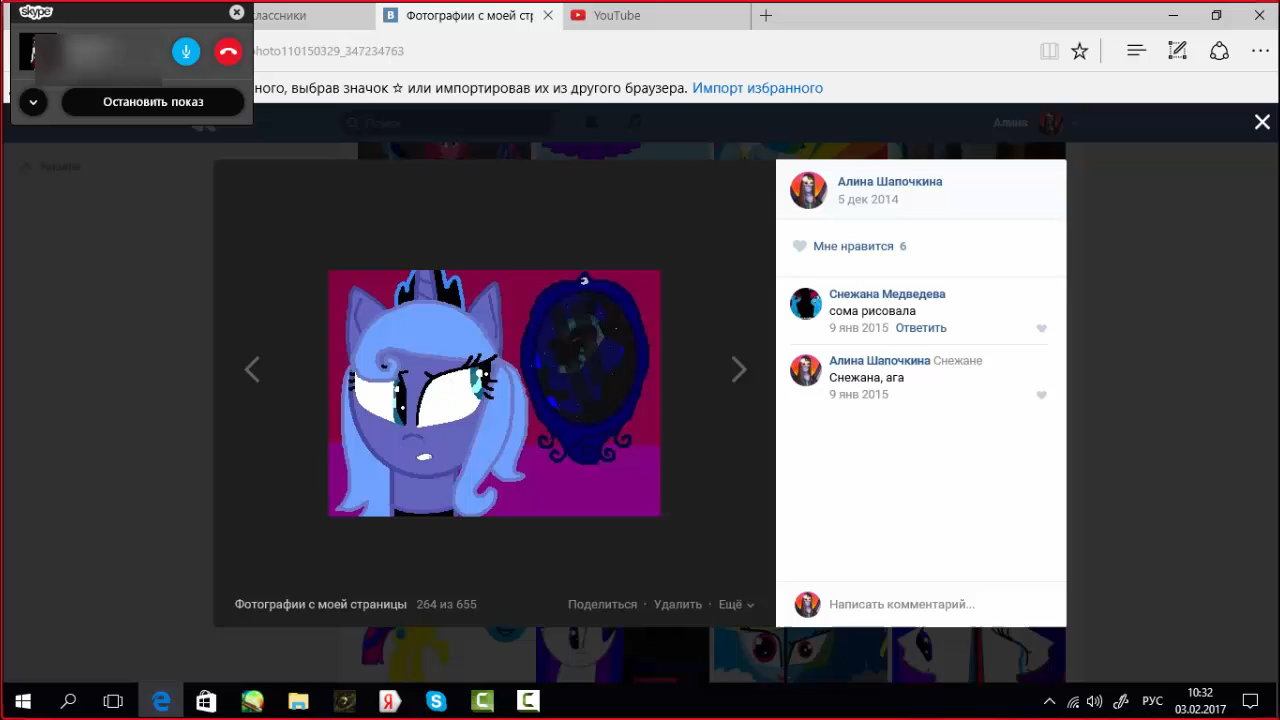 skype
классники
В Фотографии с моей стр
YouTube
photo110150329_347234763
Остановить показ
ного, выбрав значок ☆ или импортировав их из другого браузера. Импорт избранного
Поиск
Алина
Алина Шапочкина
5 дек 2014
Мне нравится 6
Снежана Медведева
сома рисовала
9 янв 2015 Ответить
Алина Шапочкина Снежане
Снежана, ага
9 янв 2015
Фотографии с моей страницы 264 из 655
Поделиться · Удалить · Ещё
Написать комментарий...
Я
РУС
10:32
03.02.2017